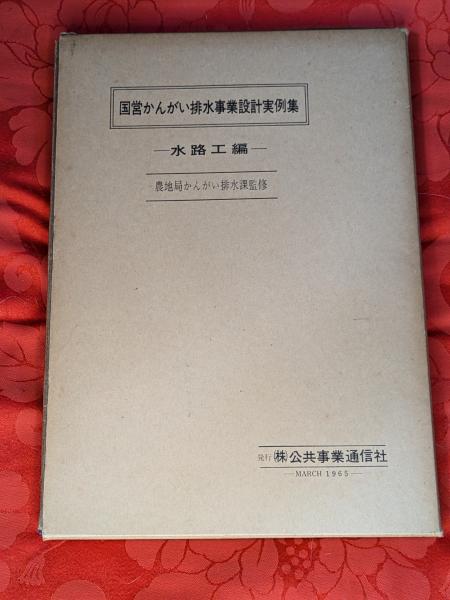 国営かんがい排水事業設計実例集
―水路工編―
農地局かんがい排水課監修
発行 ㈱公共事業通信社
―MARCH 1965―